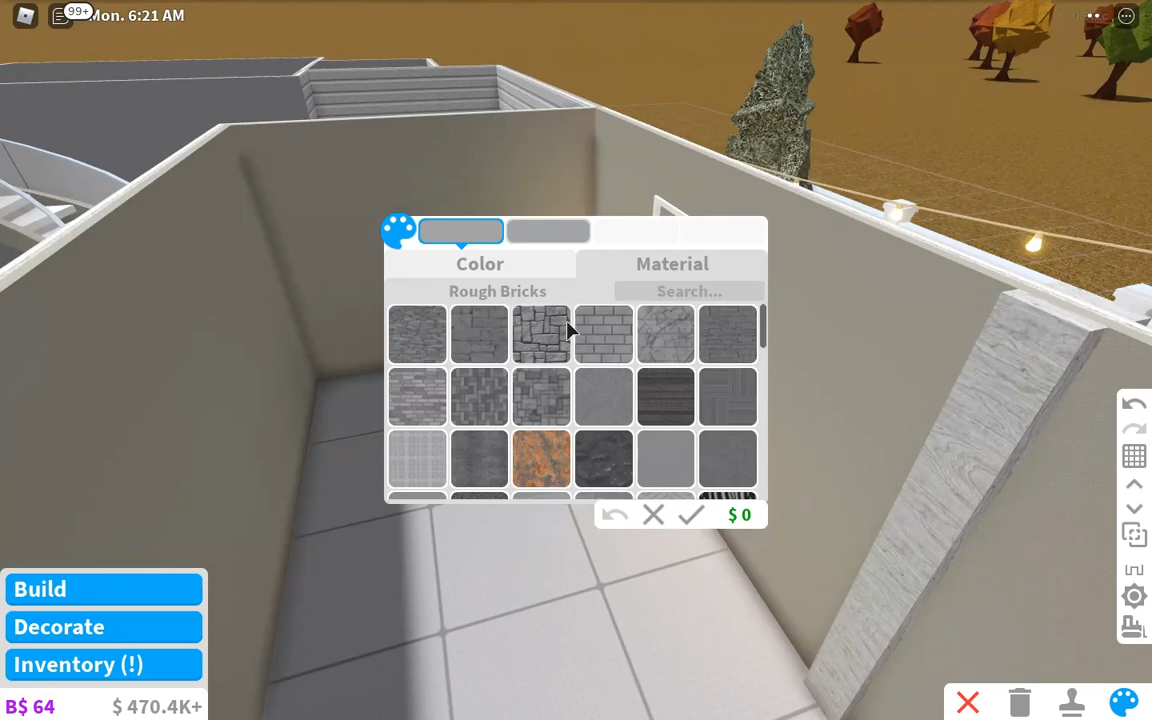 99+
Mon. 6:21 AM
Color
Material
Rough Bricks
Search...
$ 0
Build
Decorate
Inventory (!)
B$ 64
$ 470.4K+